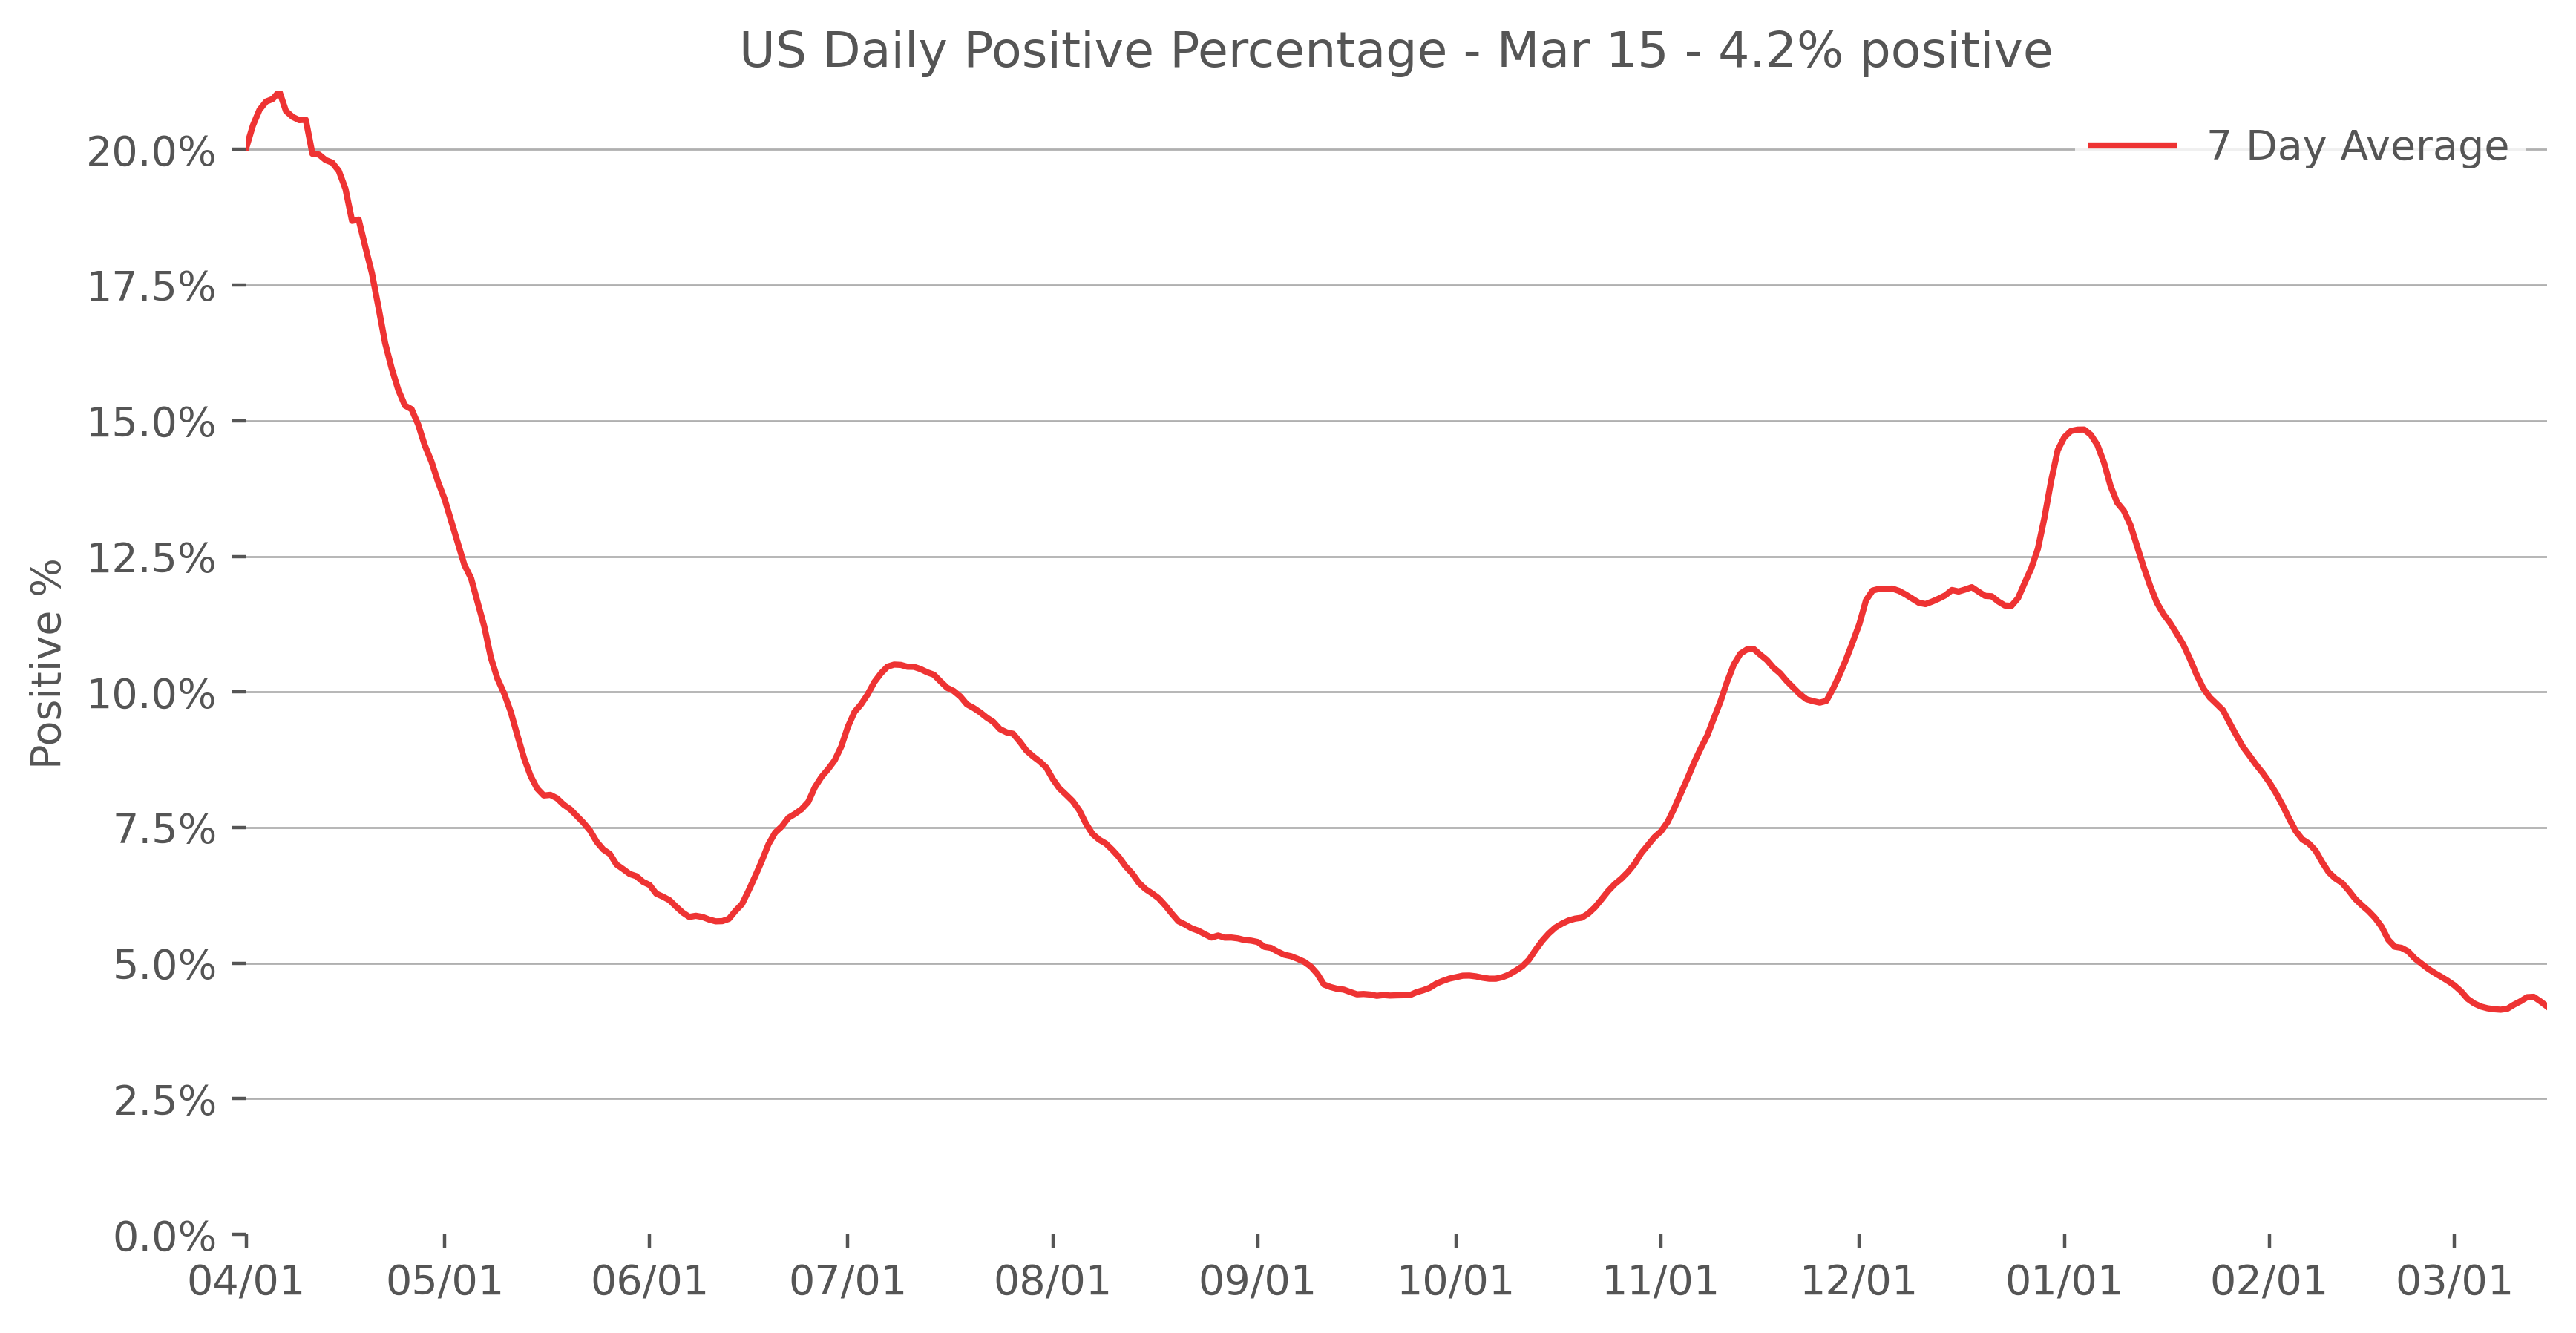 US Daily Positive Percentage - Mar 15 - 4.2% positive
7 Day Average
Positive %
20.0%
17.5%
15.0%
12.5%
10.0%
7.5%
5.0%
2.5%
0.0%
04/01 05/01 06/01 07/01 08/01 09/01 10/01 11/01 12/01 01/01 02/01 03/01